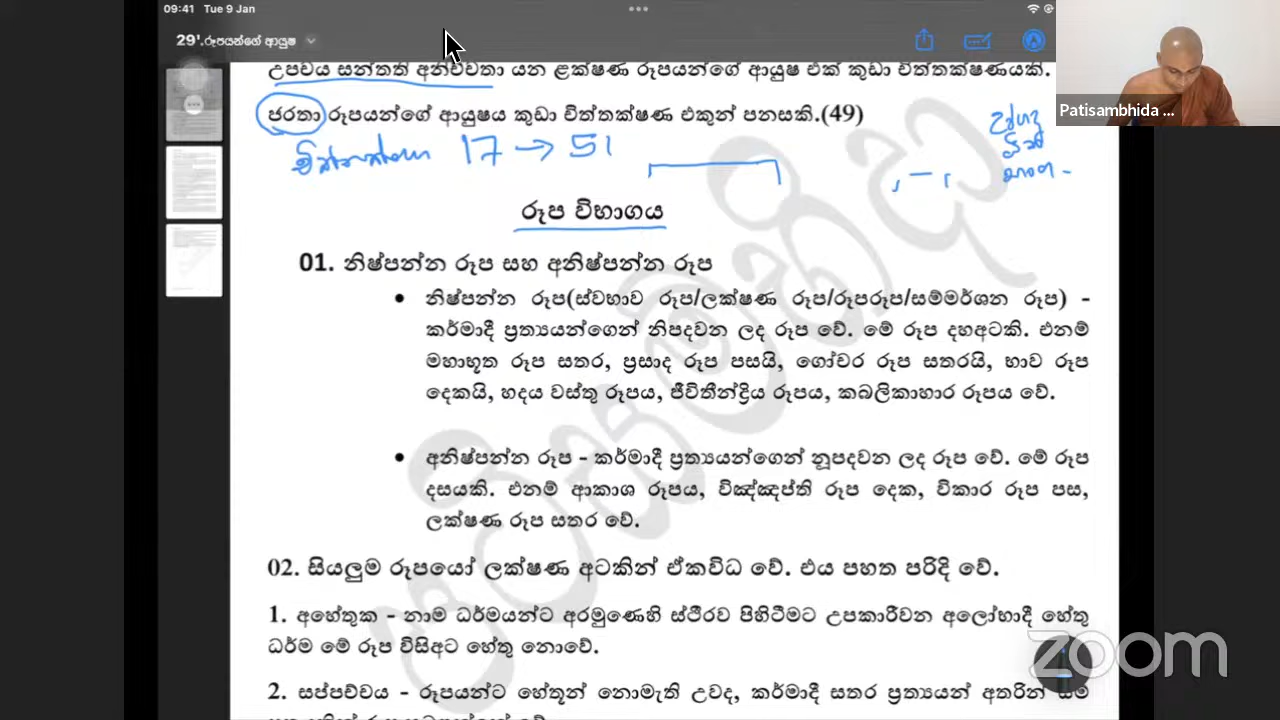 09:41 Tue 9 Jan
29'.රූපයන්ගේ ආයුෂ
Patisambhida ...
උපචය සන්තති අනිච්චතා යන ළක්ෂණ රූපයන්ගේ ආයුෂ එක් කුඩා චිත්තක්ෂණයකි.
ජරතා රූපයන්ගේ ආයුෂය කුඩා චිත්තක්ෂණ එකුන් පනසකි.(49)
17 → 51
රූප විභාගය
01. නිෂ්පන්න රූප සහ අනිෂ්පන්න රූප
• නිෂ්පන්න රූප(ස්වභාව රූප/ලක්ෂණ රූප/රූපරූප/සම්මර්ශන රූප) -
කර්මාදී ප්‍රත්‍යයන්ගෙන් නිපදවන ලද රූප වේ. මේ රූප දහඅටකි. එනම්
මහාභූත රූප සතර, ප්‍රසාද රූප පසයි, ගෝචර රූප සතරයි, භාව රූප
දෙකයි, හදය වස්තු රූපය, ජීවිතීන්ද්‍රිය රූපය, කබලිකාහාර රූපය වේ.
• අනිෂ්පන්න රූප - කර්මාදී ප්‍රත්‍යයන්ගෙන් නූපදවන ලද රූප වේ. මේ රූප
දසයකි. එනම් ආකාශ රූපය, විඤ්ඤප්ති රූප දෙක, විකාර රූප පස,
ලක්ෂණ රූප සතර වේ.
02. සියලුම රූපයෝ ලක්ෂණ අටකින් ඒකවිධ වේ. එය පහත පරිදි වේ.
1. අහේතුක - නාම ධර්මයන්ට අරමුණෙහි ස්ථිරව පිහිටීමට උපකාරීවන අලෝභාදී හේතු
ධර්ම මේ රූප විසිඅට හේතු නොවේ.
2. සප්පච්චය - රූපයන්ට හේතූන් නොමැති උවද, කර්මාදී සතර ප්‍රත්‍යයන් අතරින් සම
zoom
ප්‍රටිසම්භිදා